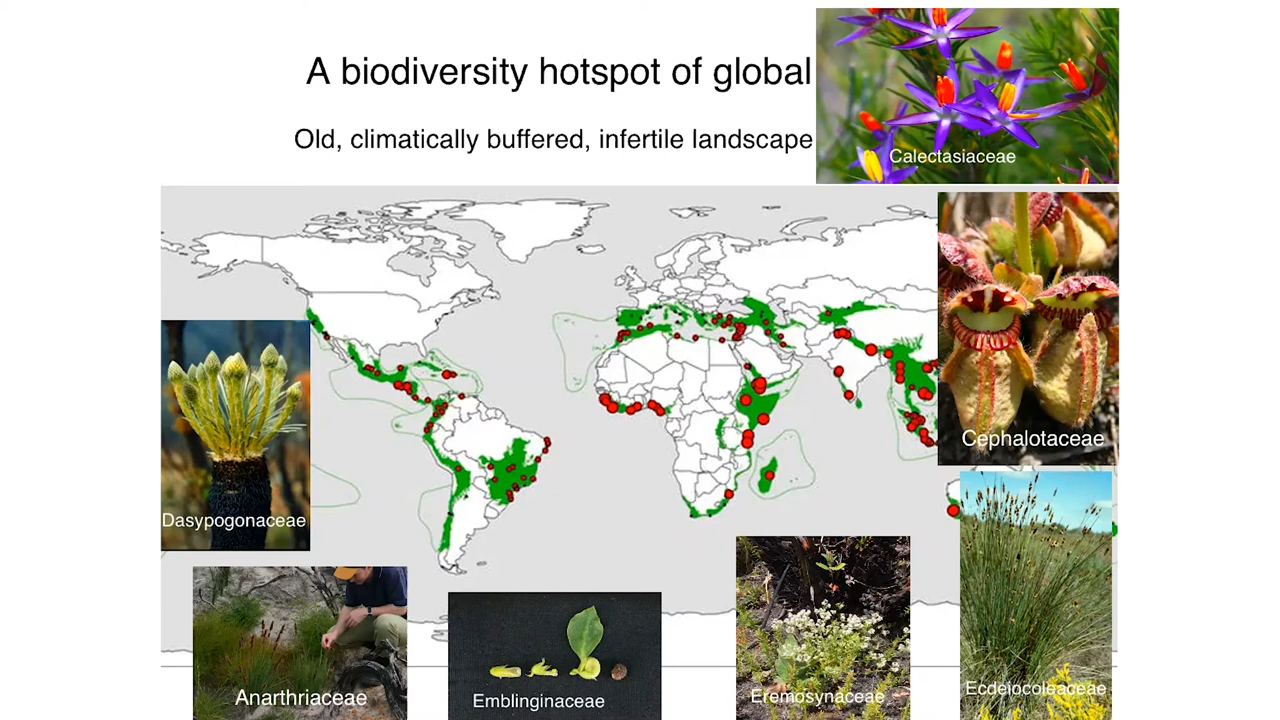 A biodiversity hotspot of global
Old, climatically buffered, infertile landscape
Calectasiaceae
Cephalotaceae
Dasypogonaceae
Anarthriaceae
Emblinginaceae
Eremosynaceae
Ecdeiocoleaceae